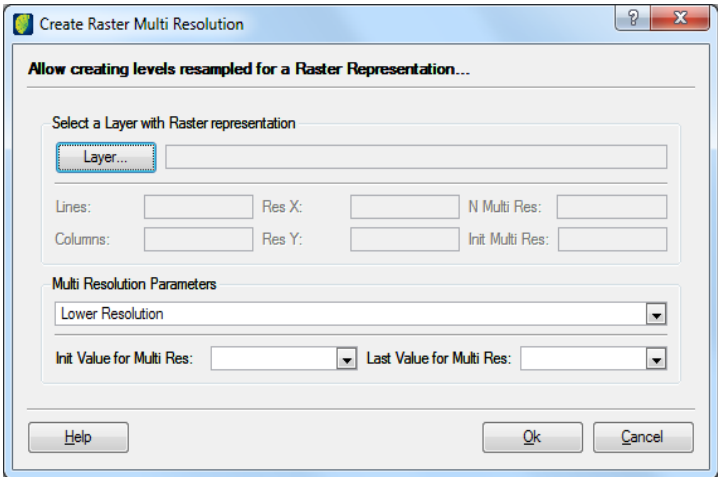 Create Raster Multi Resolution
Allow creating levels resampled for a Raster Representation...
Select a Layer with Raster representation
Layer...
Lines: Res X: N Multi Res:
Columns: Res Y: Init Multi Res:
Multi Resolution Parameters
Lower Resolution
Init Value for Multi Res: Last Value for Multi Res:
Help Ok Cancel